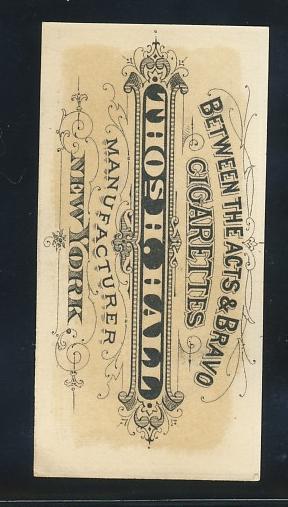 BETWEEN THE ACTS & BRAVO
CIGARETTES
THOS. H. HALL
MANUFACTURER
NEW YORK.